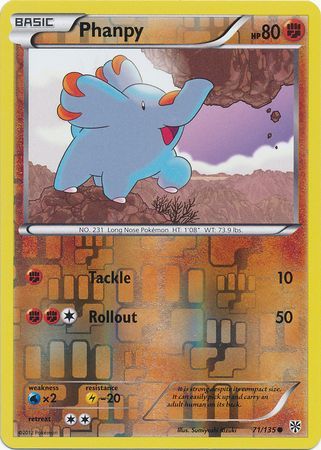 BASIC
Phanpy HP80
NO. 231 Long Nose Pokémon HT: 1'08" WT: 73.9 lbs.
Tackle 10
Rollout 50
weakness resistance
×2 -20
retreat
It is strong despite its compact size.
It can easily pick up and carry an
adult human on its back.
Illus. Sumiyoshi Kizuki
©2012 Pokémon 71/135